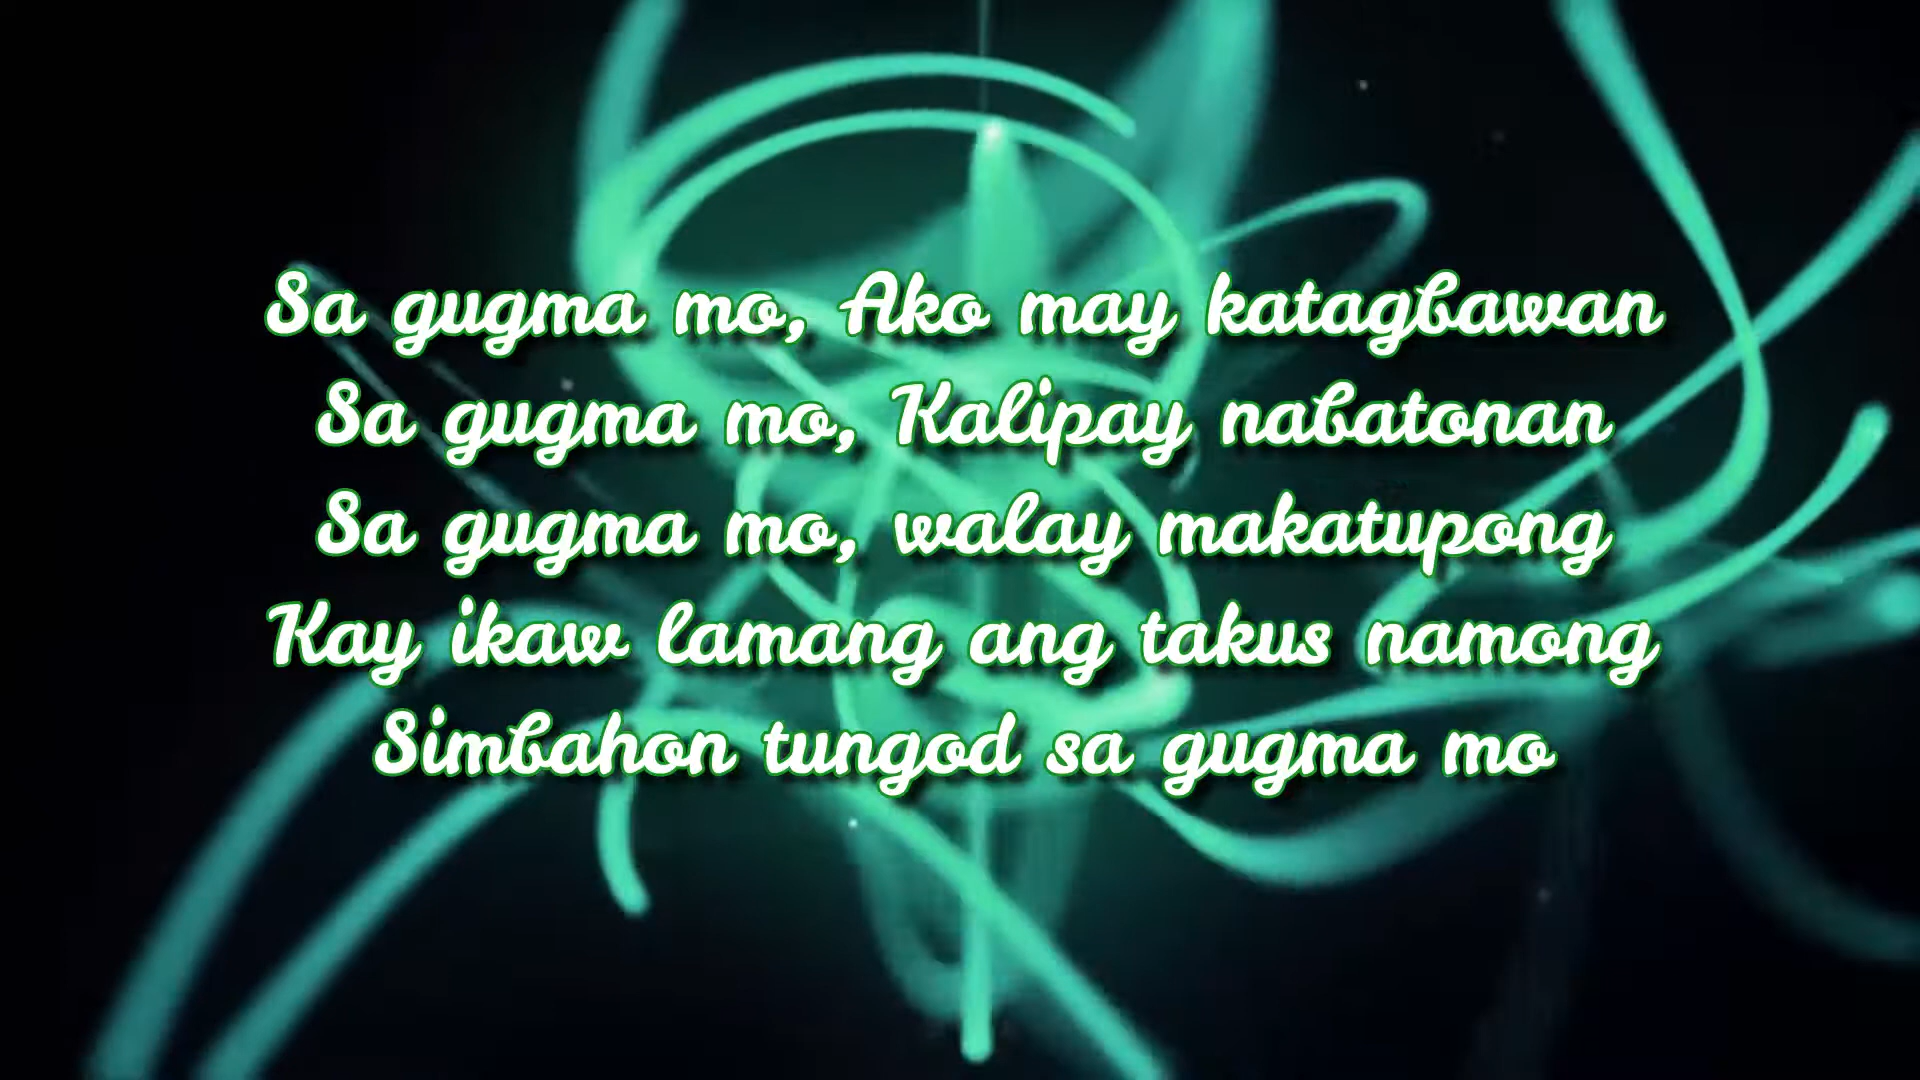 Sa gugma mo, Ako may katagbawan
Sa gugma mo, Kalipay nabatonan
Sa gugma mo, walay makatupong
Kay ikaw lamang ang takus namong
Simbahon tungod sa gugma mo